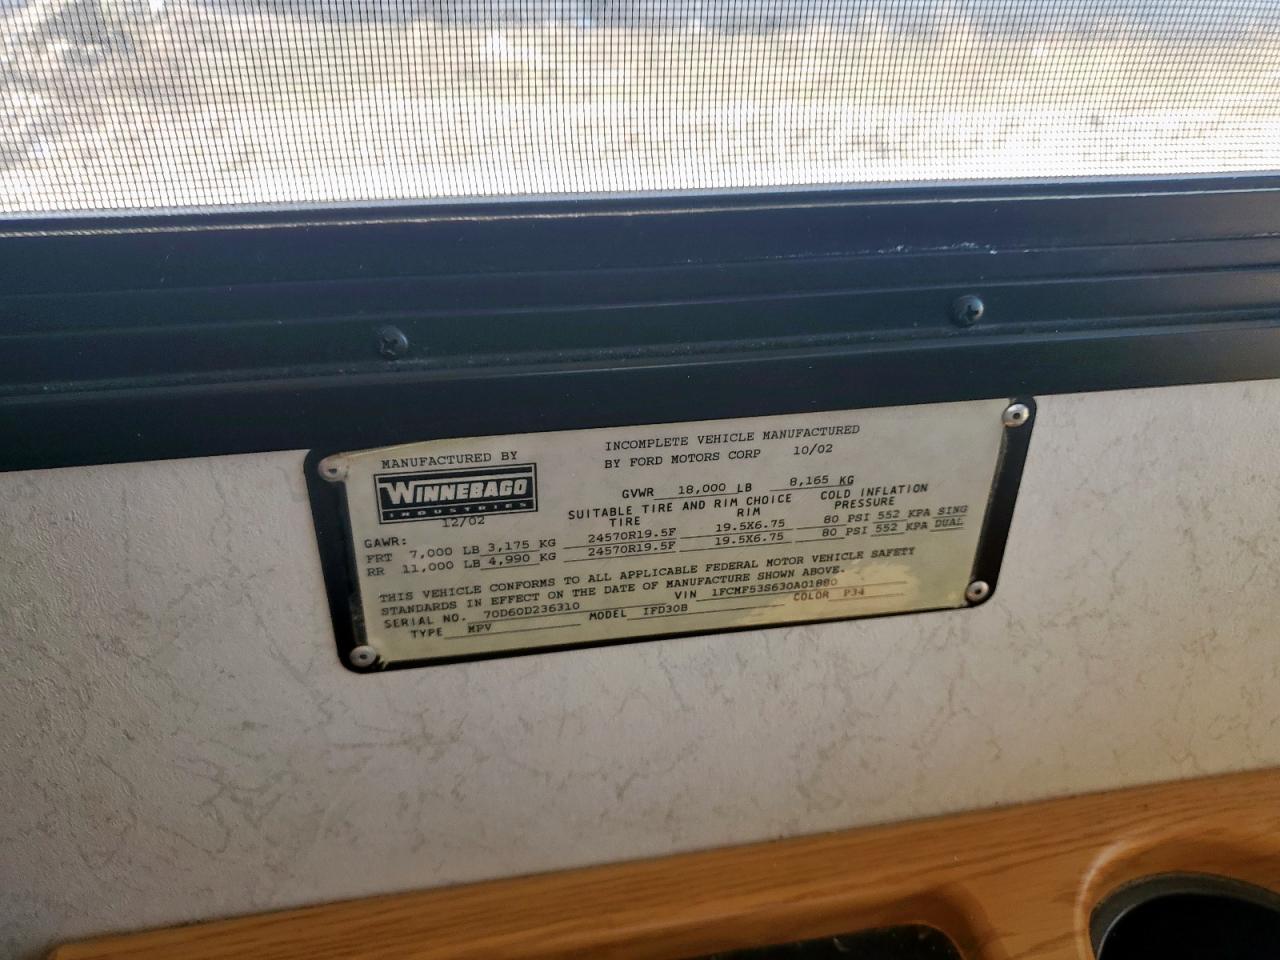 MANUFACTURED BY
WINNEBAGO
INDUSTRIES
12/02
INCOMPLETE VEHICLE MANUFACTURED
BY FORD MOTORS CORP 10/02
GVWR 18,000 LB 8,165 KG
SUITABLE TIRE AND RIM CHOICE COLD INFLATION
TIRE RIM PRESSURE
GAWR:
FRT 7,000 LB 3,175 KG 24570R19.5F 19.5X6.75 80 PSI 552 KPA SING
RR 11,000 LB 4,990 KG 24570R19.5F 19.5X6.75 80 PSI 552 KPA DUAL
THIS VEHICLE CONFORMS TO ALL APPLICABLE FEDERAL MOTOR VEHICLE SAFETY
STANDARDS IN EFFECT ON THE DATE OF MANUFACTURE SHOWN ABOVE.
SERIAL NO. 70D60D236310 VIN 1FCMF53S630A01880
TYPE MPV MODEL IFD30B COLOR P34